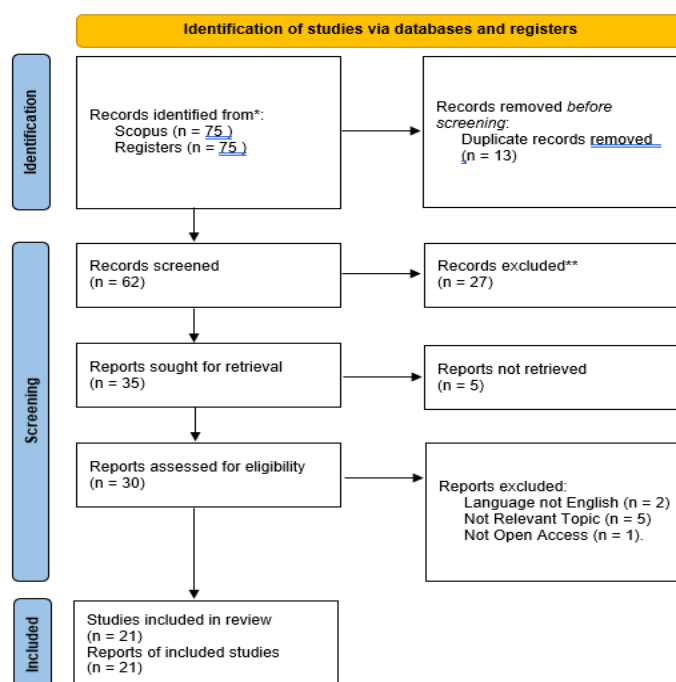 Identification of studies via databases and registers
Identification
Records identified from*:
Scopus (n = 75 )
Registers (n = 75 )
Records removed before
screening:
Duplicate records removed
(n = 13)
Screening
Records screened
(n = 62)
Records excluded**
(n = 27)
Reports sought for retrieval
(n = 35)
Reports not retrieved
(n = 5)
Reports assessed for eligibility
(n = 30)
Reports excluded:
Language not English (n = 2)
Not Relevant Topic (n = 5)
Not Open Access (n = 1).
Included
Studies included in review
(n = 21)
Reports of included studies
(n = 21)